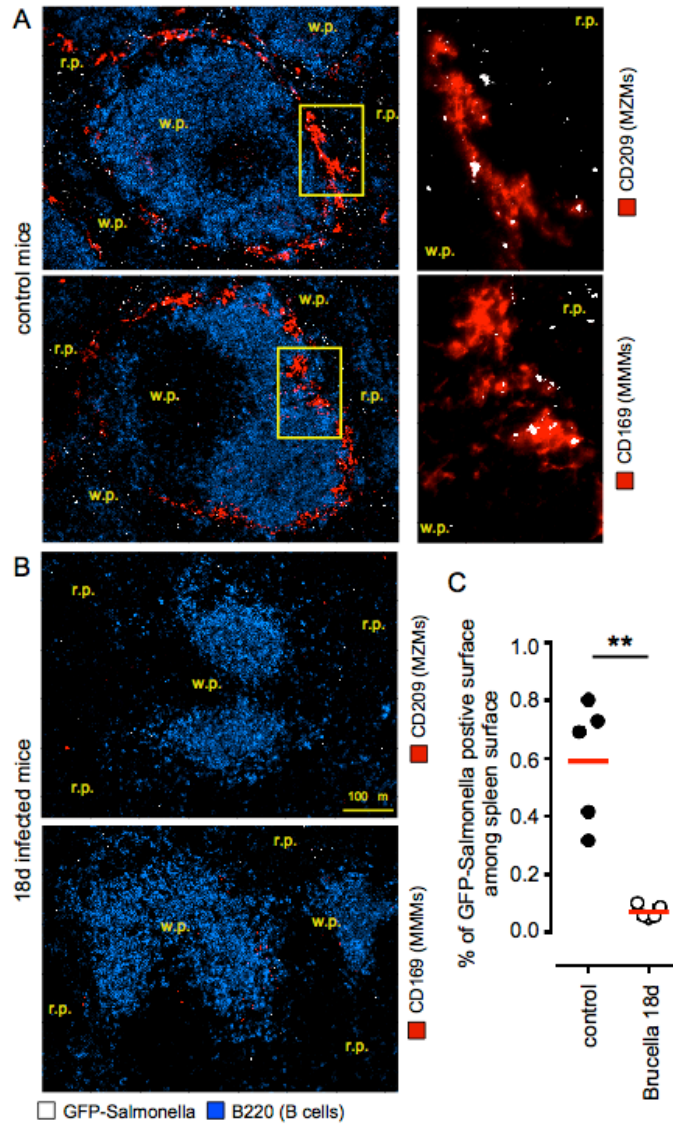 A
w.p.
r.p.
w.p.
r.p.
w.p.
r.p.
w.p.
CD209 (MZMs)
control mice
w.p.
r.p.
w.p.
r.p.
w.p.
r.p.
w.p.
CD169 (MMMs)
B
r.p.
r.p.
w.p.
r.p.
100 m
CD209 (MZMs)
18d infected mice
r.p.
w.p.
w.p.
r.p.
r.p.
CD169 (MMMs)
GFP-Salmonella B220 (B cells)
C
% of GFP-Salmonella postive surface
among spleen surface
1.0
0.8
0.6
0.4
0.2
0.0
**
control
Brucella 18d